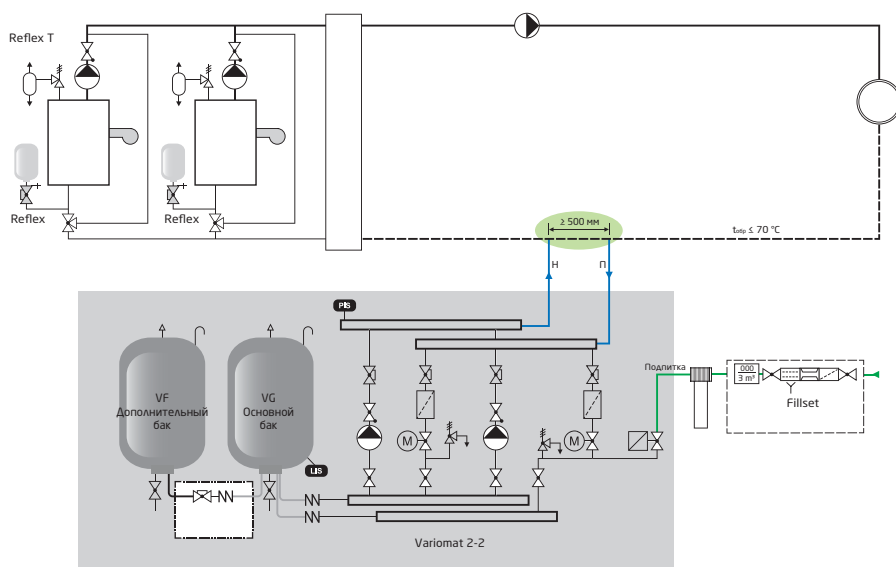 Reflex T
Reflex
Reflex
≥ 500 мм
tобр ≤ 70 °C
Н
П
PIS
Подпитка
000
3 m³
Fillset
VF
Дополнительный
бак
VG
Основной
бак
M
M
LIS
Variomat 2-2